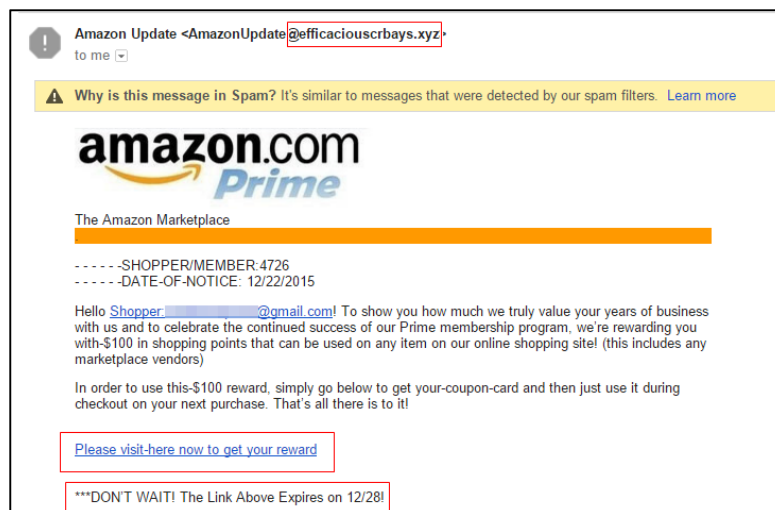 Amazon Update <AmazonUpdate@efficaciouscrbays.xyz>
to me
Why is this message in Spam? It's similar to messages that were detected by our spam filters. Learn more
amazon.com
Prime
The Amazon Marketplace
- - - - - -SHOPPER/MEMBER:4726
- - - - - -DATE-OF-NOTICE: 12/22/2015
Hello Shopper: @gmail.com! To show you how much we truly value your years of business
with us and to celebrate the continued success of our Prime membership program, we're rewarding you
with-$100 in shopping points that can be used on any item on our online shopping site! (this includes any
marketplace vendors)
In order to use this-$100 reward, simply go below to get your-coupon-card and then just use it during
checkout on your next purchase. That's all there is to it!
Please visit-here now to get your reward
***DON'T WAIT! The Link Above Expires on 12/28!